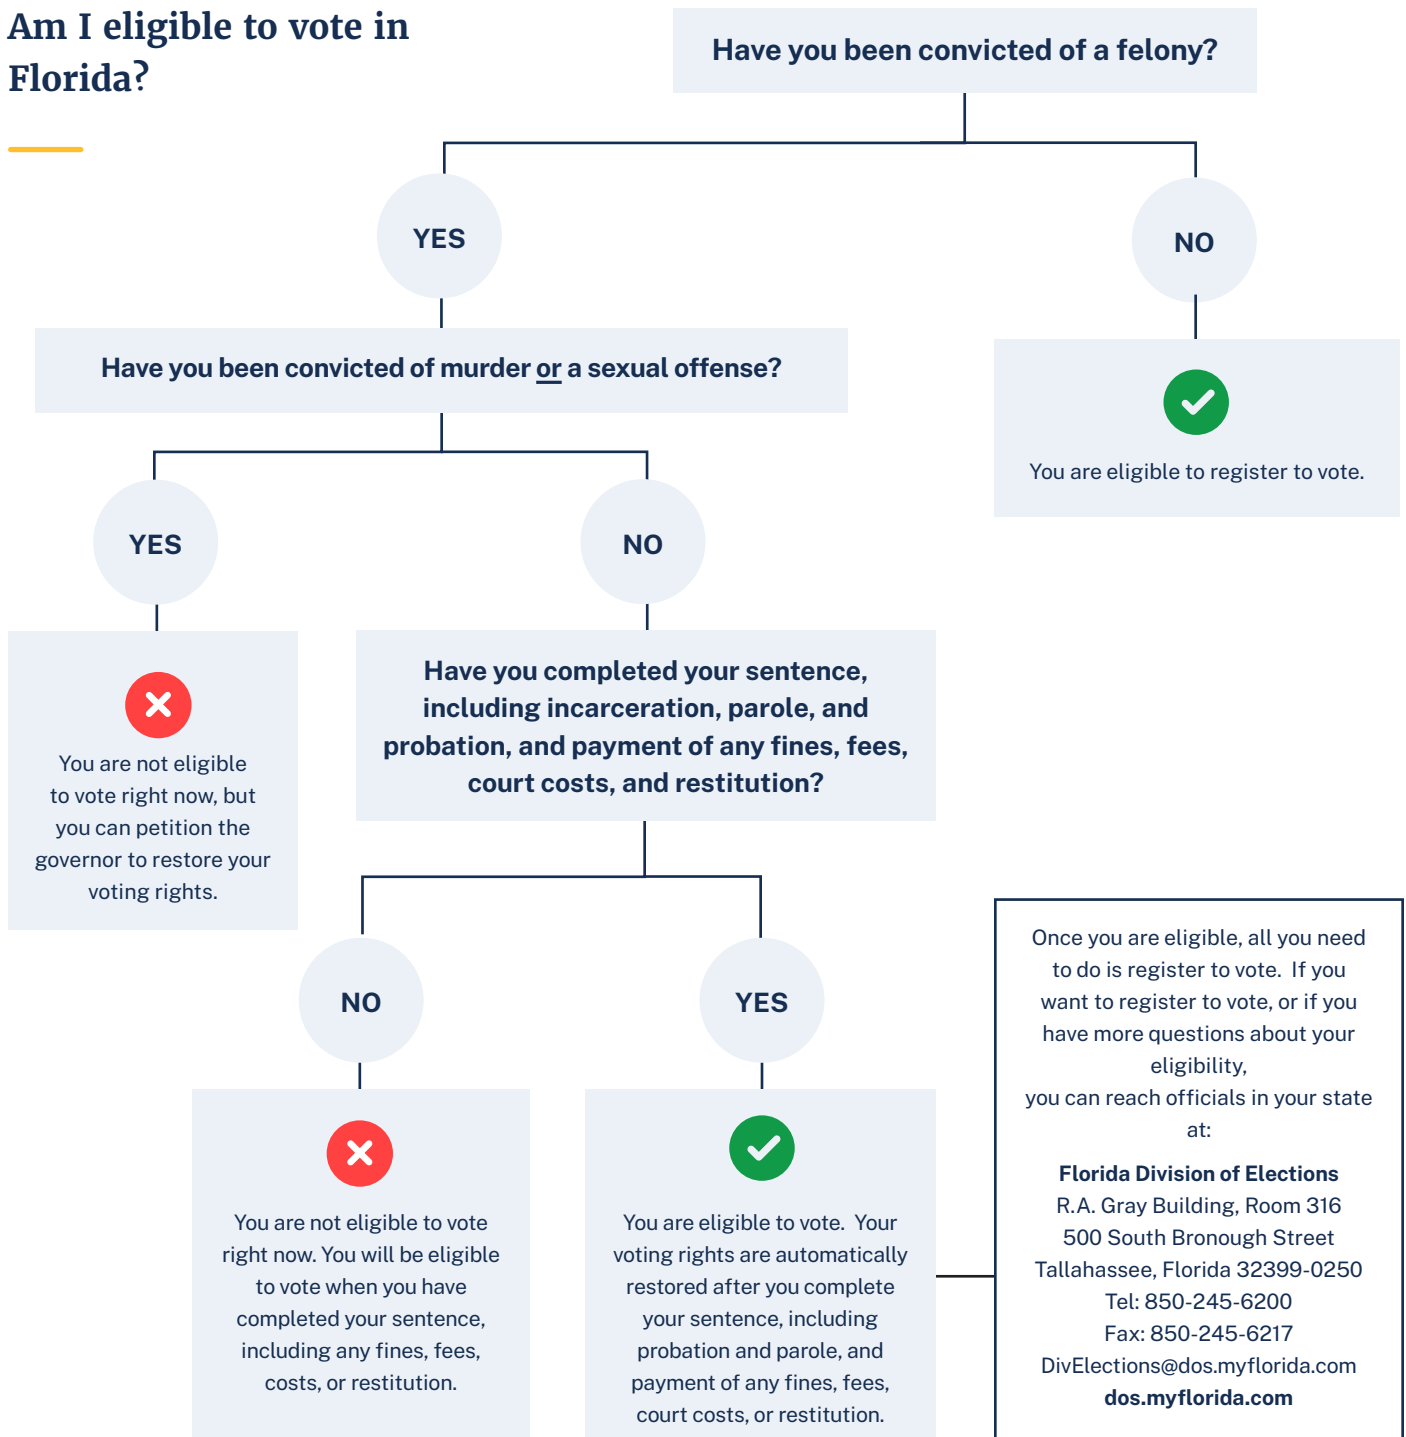 Am I eligible to vote in
Florida?
Have you been convicted of a felony?
YES
NO
Have you been convicted of murder or a sexual offense?
You are eligible to register to vote.
YES
NO
You are not eligible
to vote right now, but
you can petition the
governor to restore your
voting rights.
Have you completed your sentence,
including incarceration, parole, and
probation, and payment of any fines, fees,
court costs, and restitution?
NO
YES
You are not eligible to vote
right now. You will be eligible
to vote when you have
completed your sentence,
including any fines, fees,
costs, or restitution.
You are eligible to vote.  Your
voting rights are automatically
restored after you complete
your sentence, including
probation and parole, and
payment of any fines, fees,
court costs, or restitution.
Once you are eligible, all you need
to do is register to vote.  If you
want to register to vote, or if you
have more questions about your
eligibility,
you can reach officials in your state
at:
Florida Division of Elections
R.A. Gray Building, Room 316
500 South Bronough Street
Tallahassee, Florida 32399-0250
Tel: 850-245-6200
Fax: 850-245-6217
DivElections@dos.myflorida.com
dos.myflorida.com